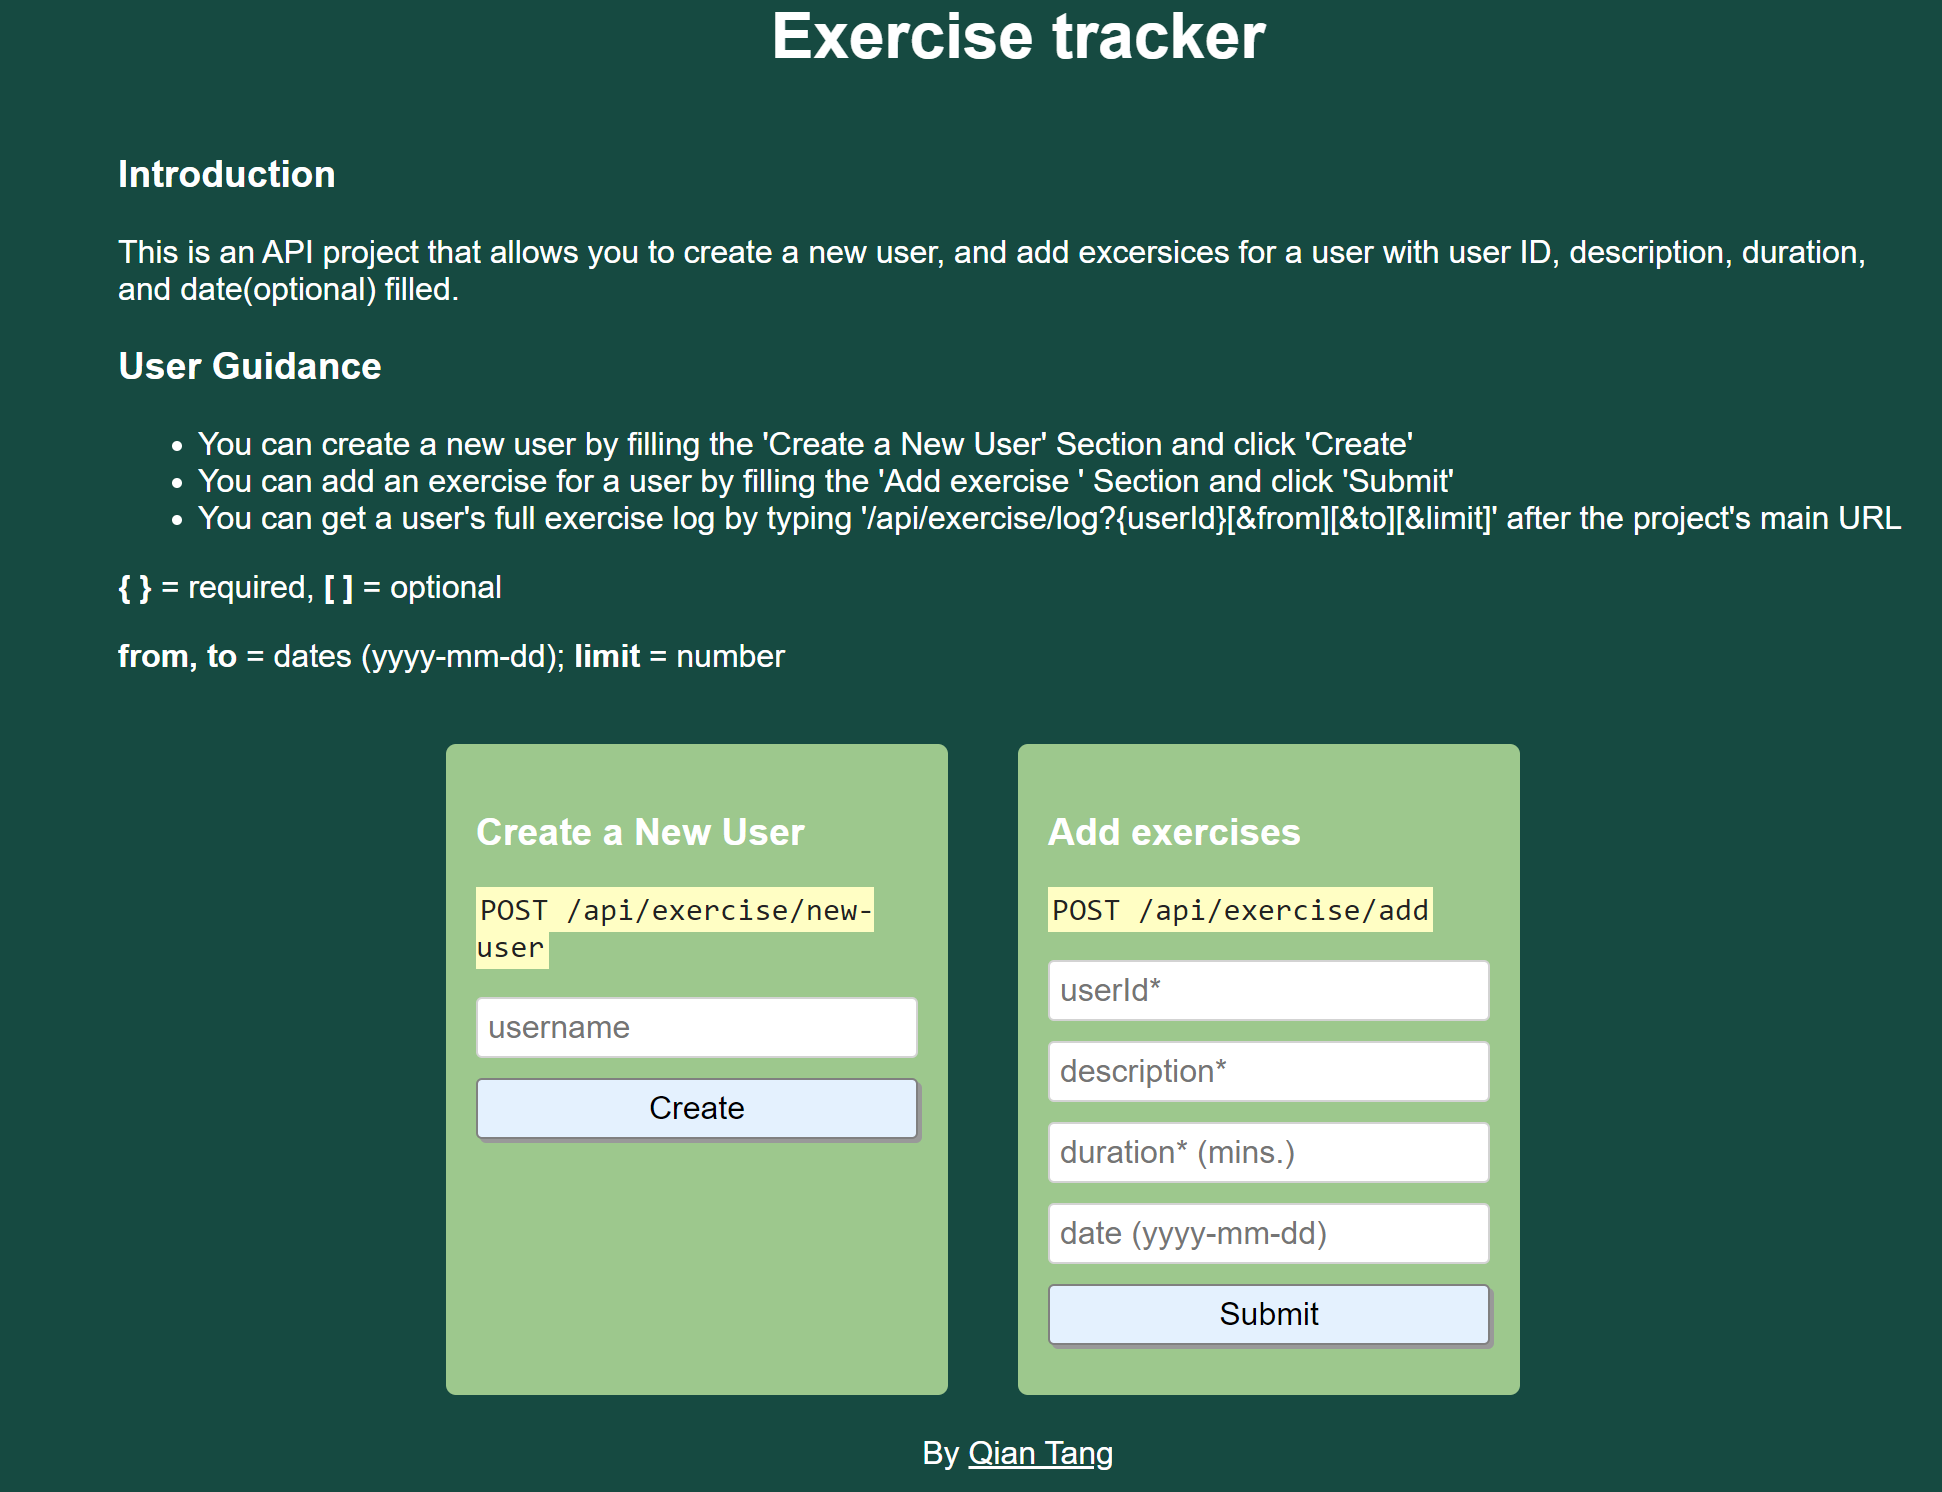 Exercise tracker
Introduction
This is an API project that allows you to create a new user, and add excersices for a user with user ID, description, duration,
and date(optional) filled.
User Guidance
• You can create a new user by filling the 'Create a New User' Section and click 'Create'
• You can add an exercise for a user by filling the 'Add exercise ' Section and click 'Submit'
• You can get a user's full exercise log by typing '/api/exercise/log?{userId}[&from][&to][&limit]' after the project's main URL
{ } = required, [ ] = optional
from, to = dates (yyyy-mm-dd); limit = number
Create a New User
POST /api/exercise/new-
user
username
Create
Add exercises
POST /api/exercise/add
userId*
description*
duration* (mins.)
date (yyyy-mm-dd)
Submit
By Qian Tang